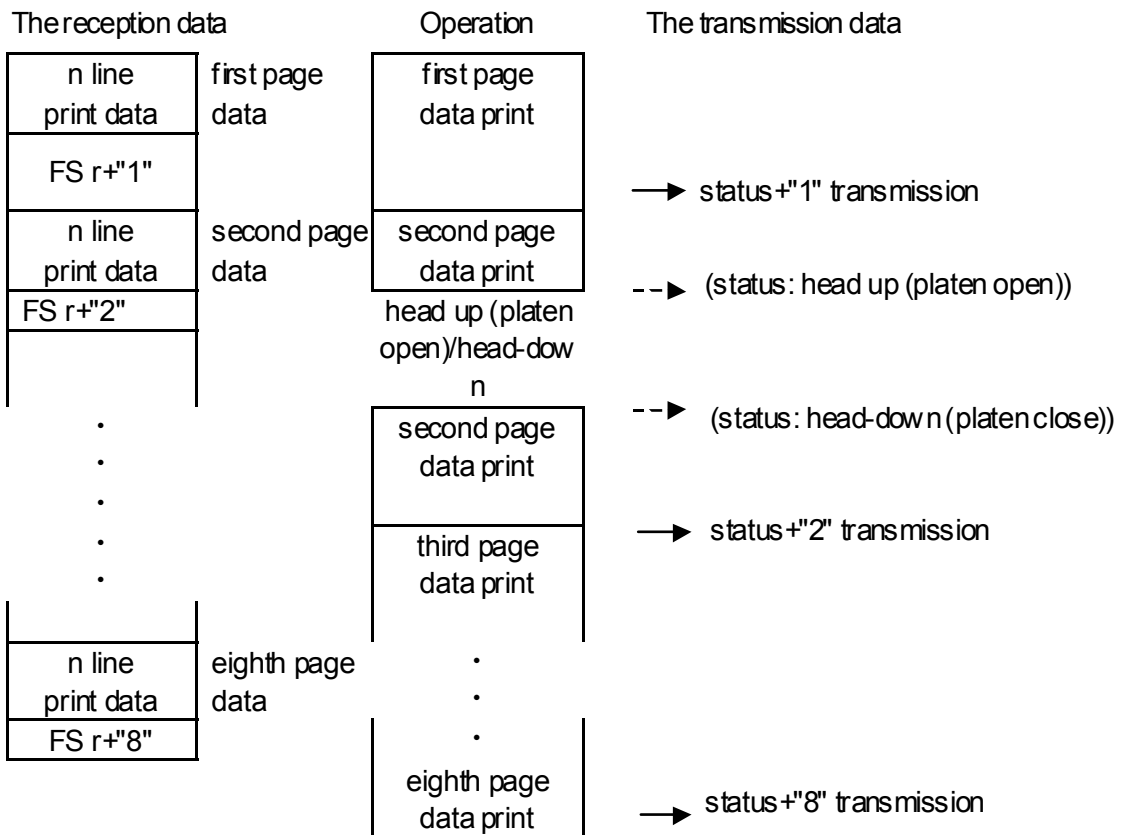 The reception data
Operation
The transmission data
n line
print data
first page
data
first page
data print
FS r+"1"
status+"1" transmission
n line
print data
second page
data
second page
data print
(status: head up (platen open))
FS r+"2"
head up (platen
open)/head-dow
n
(status: head-down (platen close))
second page
data print
status+"2" transmission
third page
data print
n line
print data
eighth page
data
FS r+"8"
eighth page
data print
status+"8" transmission